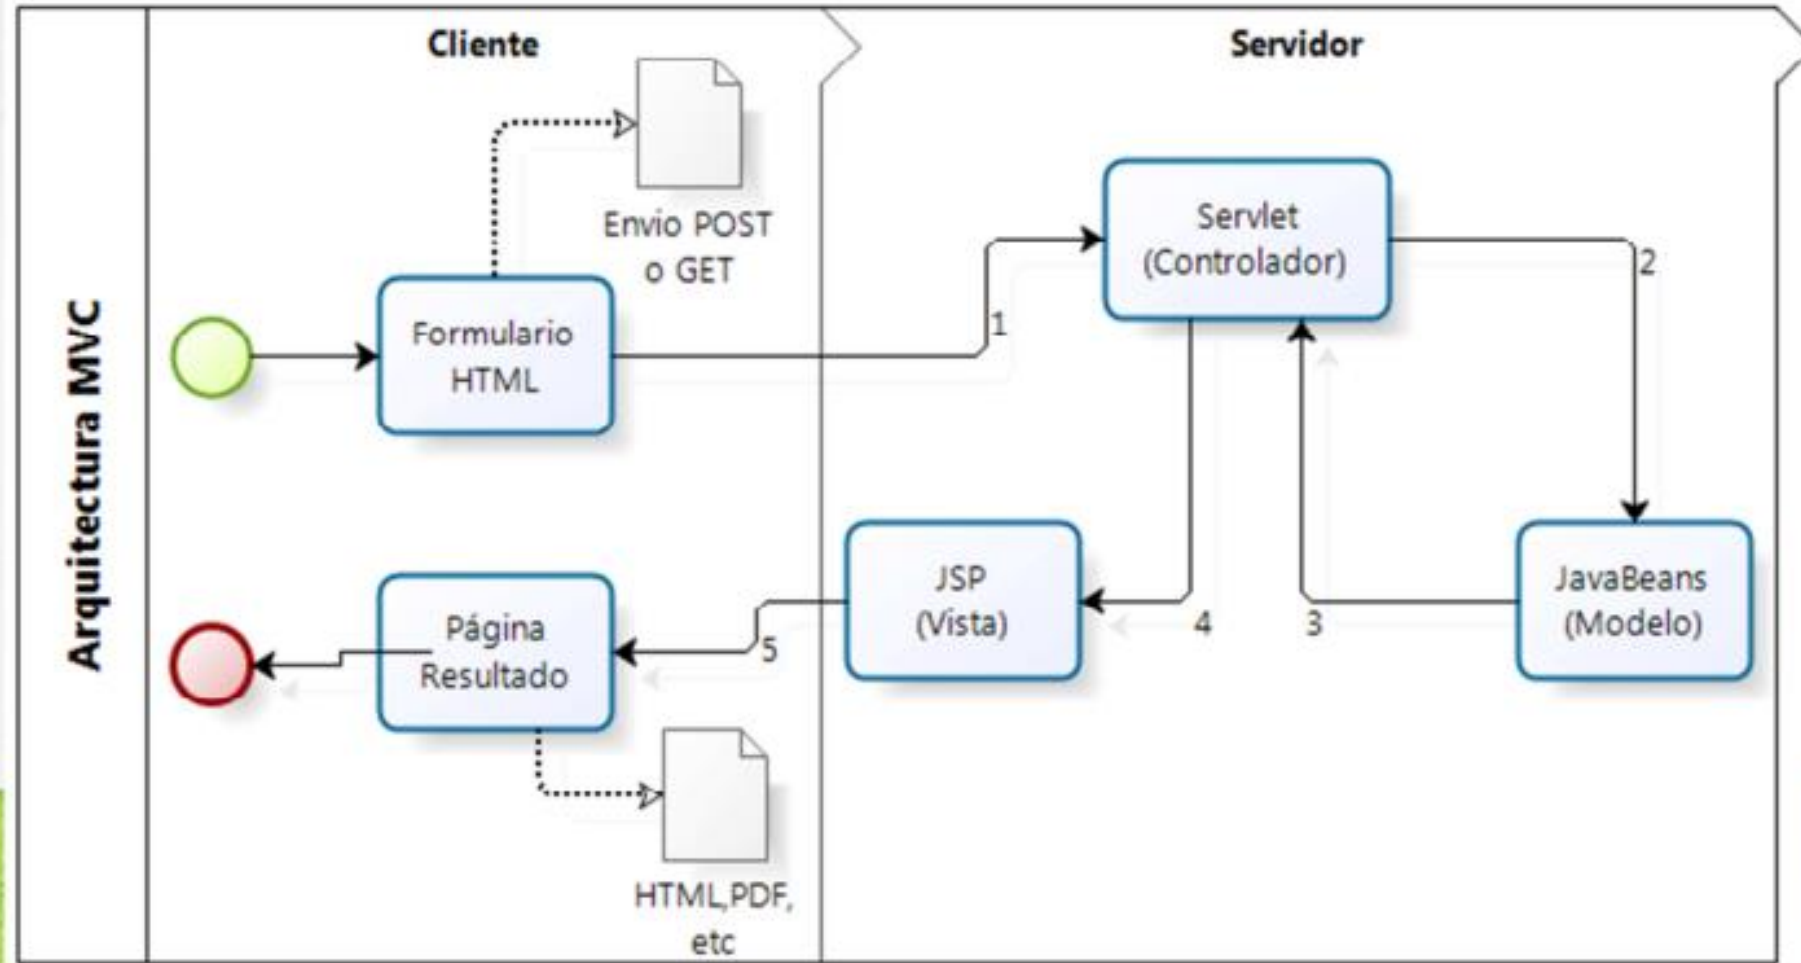 Arquitectura MVC
Cliente
Servidor
Envio POST
o GET
Formulario
HTML
1
Servlet
(Controlador)
2
JavaBeans
(Modelo)
3
4
JSP
(Vista)
5
Página
Resultado
HTML,PDF,
etc